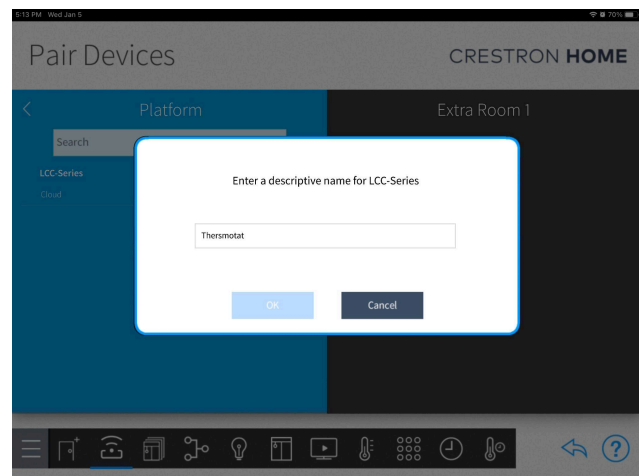 5:13 PM Wed Jan 5
70%
Pair Devices
CRESTRON HOME
Platform
Extra Room 1
Search
LCC-Series
Cloud
Enter a descriptive name for LCC-Series
Thersmotat
OK
Cancel
?